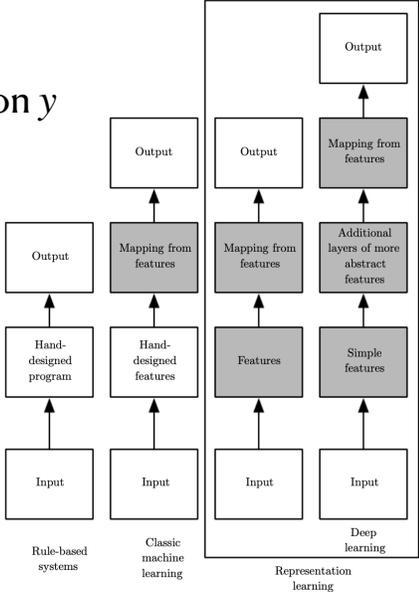 on y
Output
Hand-
designed
program
Input
Rule-based
systems
Output
Mapping from
features
Hand-
designed
features
Input
Classic
machine
learning
Output
Mapping from
features
Features
Input
Output
Mapping from
features
Additional
layers of more
abstract
features
Simple
features
Input
Deep
learning
Representation
learning